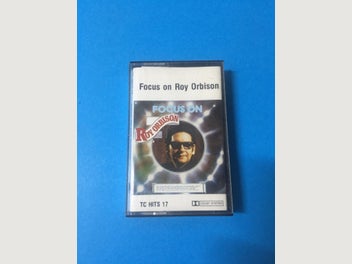 Focus on Roy Orbison
FOCUS ON
ROY ORBISON
TC HITS 17